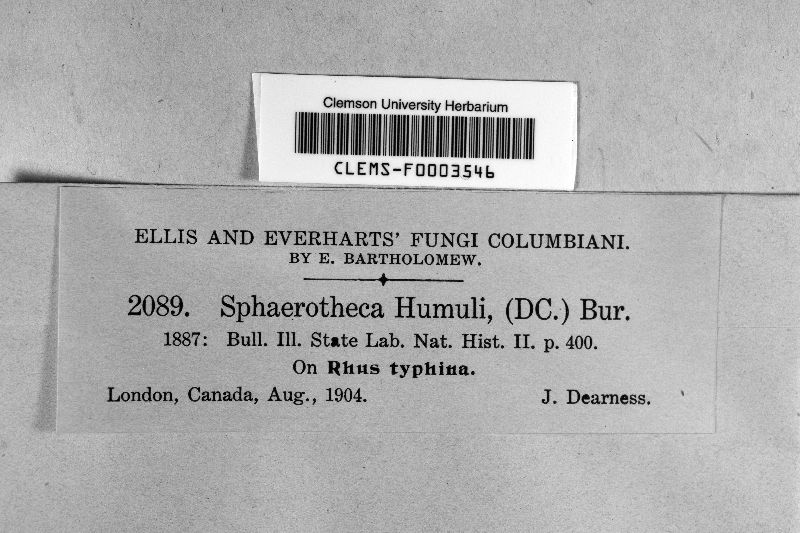 Clemson University Herbarium
CLEMS-F0003546
ELLIS AND EVERHARTS' FUNGI COLUMBIANI.
BY E. BARTHOLOMEW.
2089. Sphaerotheca Humuli, (DC.) Bur.
1887: Bull. Ill. State Lab. Nat. Hist. II. p. 400.
On Rhus typhina.
London, Canada, Aug., 1904. J. Dearness.